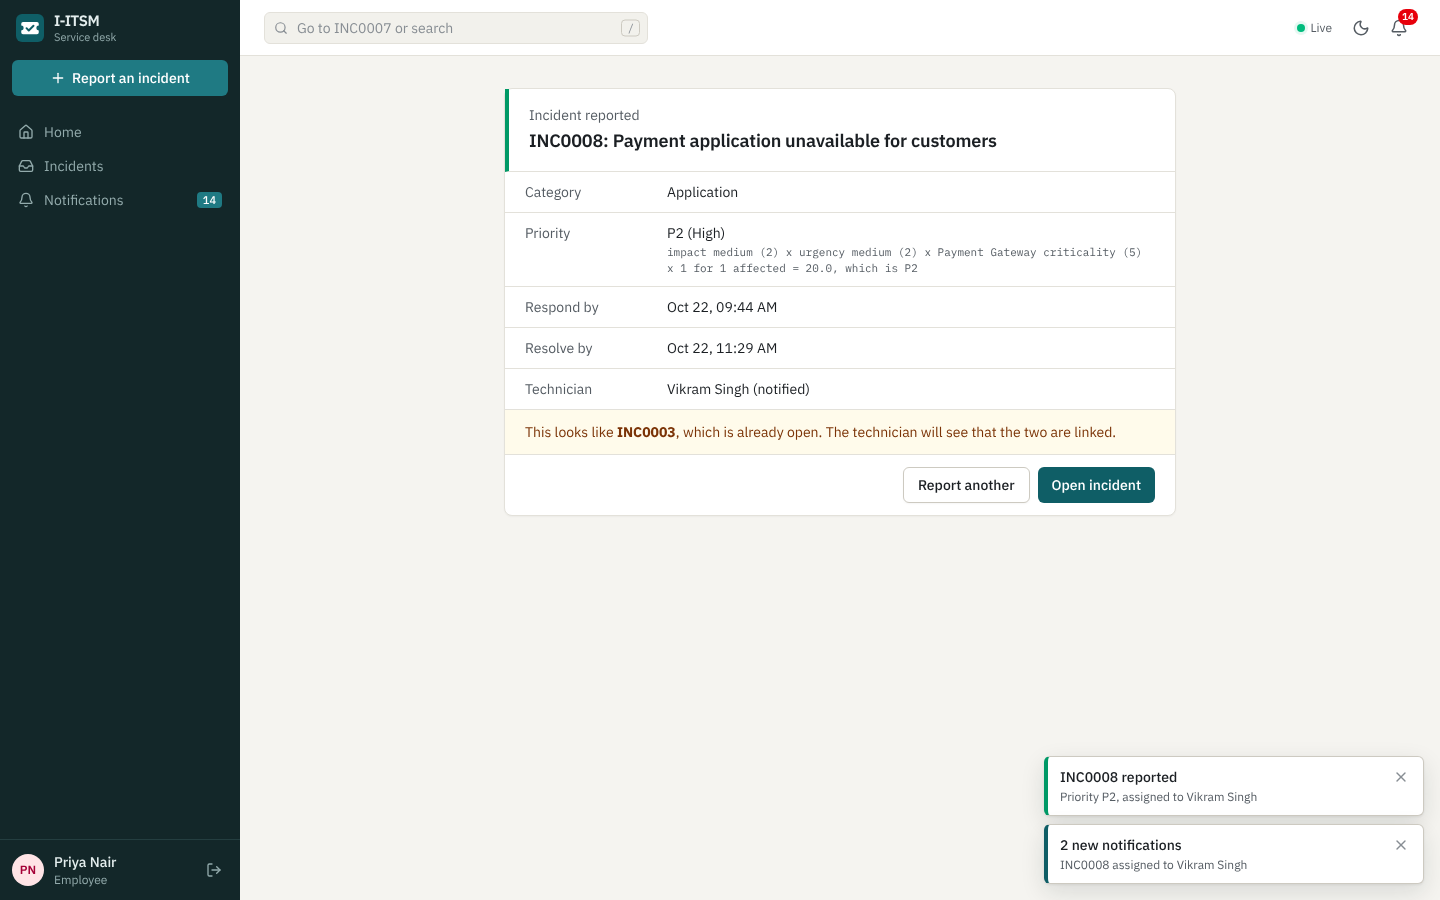 I-ITSM
Service desk
Report an incident
Home
Incidents
Notifications 14
Go to INC0007 or search /
Live
14
Incident reported
INC0008: Payment application unavailable for customers
Category Application
Priority P2 (High)
impact medium (2) x urgency medium (2) x Payment Gateway criticality (5)
x 1 for 1 affected = 20.0, which is P2
Respond by Oct 22, 09:44 AM
Resolve by Oct 22, 11:29 AM
Technician Vikram Singh (notified)
This looks like INC0003, which is already open. The technician will see that the two are linked.
Report another Open incident
INC0008 reported
Priority P2, assigned to Vikram Singh
2 new notifications
INC0008 assigned to Vikram Singh
PN Priya Nair
Employee